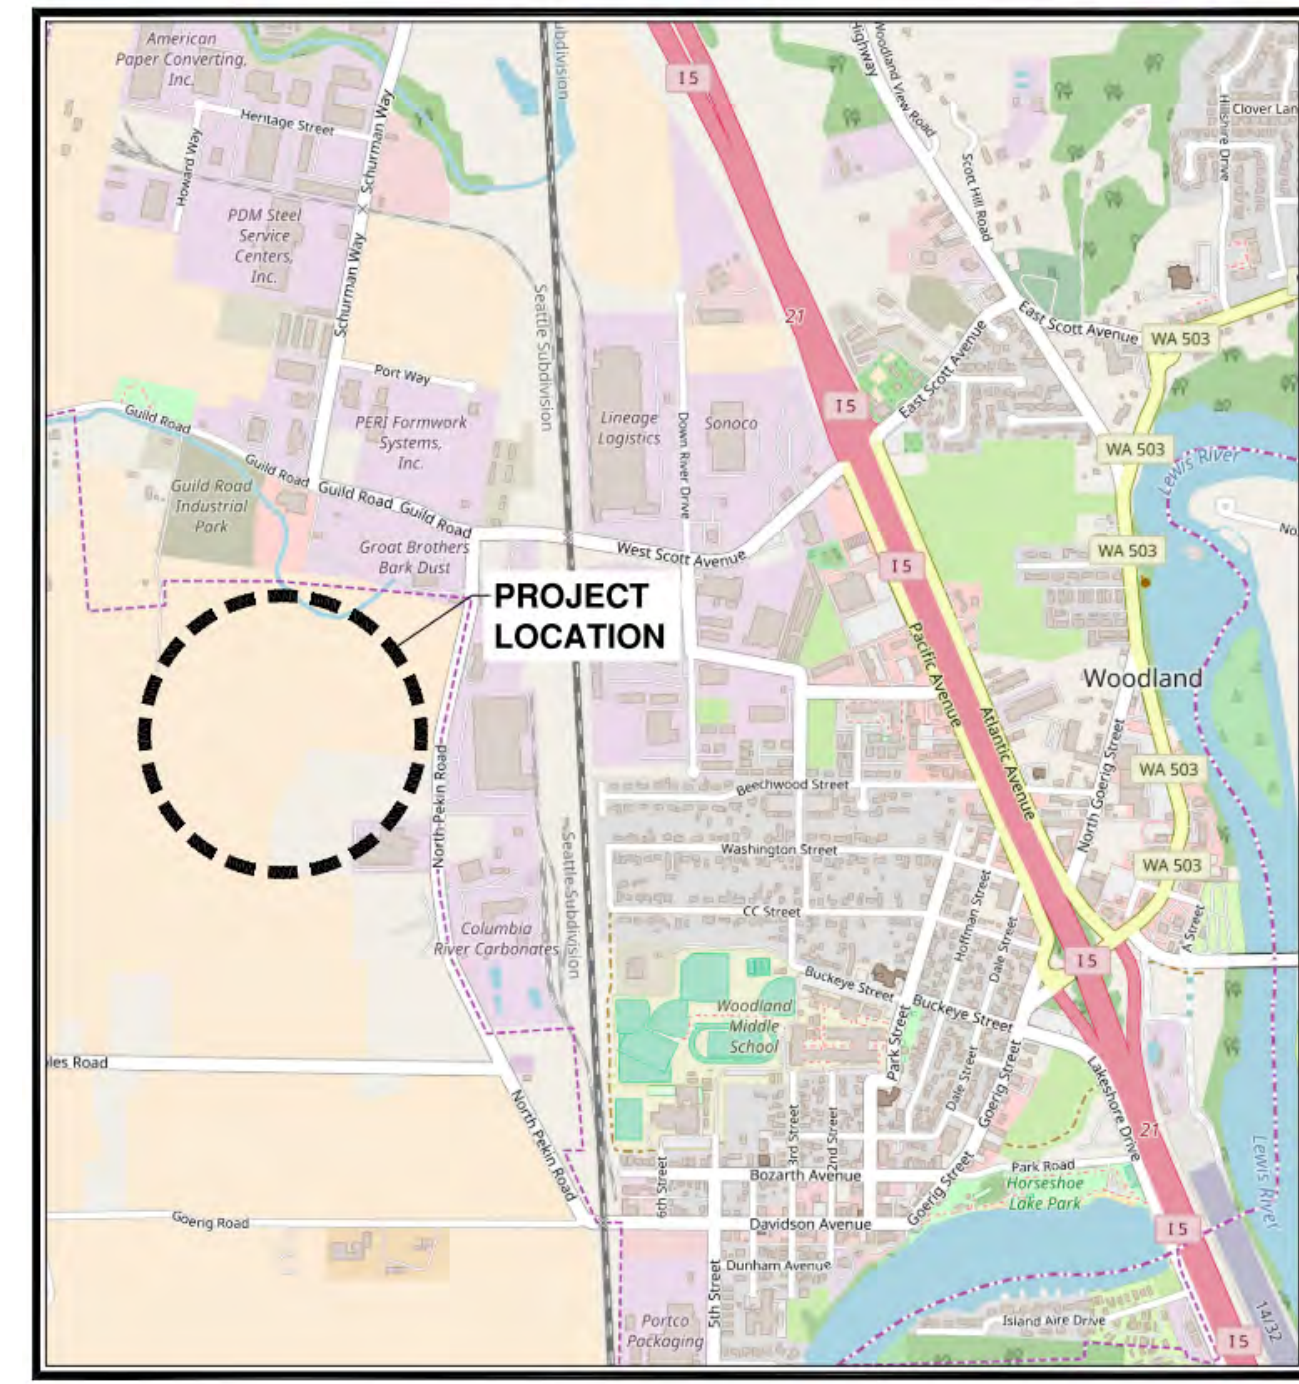 American
Paper Converting,
Inc.
Heritage Street
Howard Way
Schurman Way
PDM Steel
Service
Centers,
Inc.
Schurman Way
Port Way
PERI Formwork
Systems,
Inc.
Guild Road
Guild Road
Guild Road
Guild Road
Guild Road
Industrial
Park
Groat Brothers
Bark Dust
PROJECT
LOCATION
Seattle Subdivision
Lineage
Logistics
Down River Drive
Sonoco
West Scott Avenue
I 5
21
I 5
I 5
Highway
Woodland View Road
Scott Hill Road
Hillshire Drive
Clover Lan
East Scott Avenue
East Scott Avenue
WA 503
WA 503
WA 503
Lewis River
No
Woodland
Pacific Avenue
Atlantic Avenue
North Goerig Street
WA 503
WA 503
A Street
North Pekin Road
Columbia
River Carbonates
Seattle Subdivision
Beechwood Street
Washington Street
CC Street
Hoffman Street
Dale Street
Buckeye Street
Buckeye Street
Woodland
Middle
School
Park Street
Dale Street
Goerig Street
I 5
Lakeshore Drive
21
les Road
North Pekin Road
Goerig Road
6th Street
3rd Street
2nd Street
Bozarth Avenue
Davidson Avenue
Goerig Street
Park Road
Horseshoe
Lake Park
Lewis River
I 5
Dunham Avenue
5th Street
Portco
Packaging
Island Aire Drive
14/32
I 5